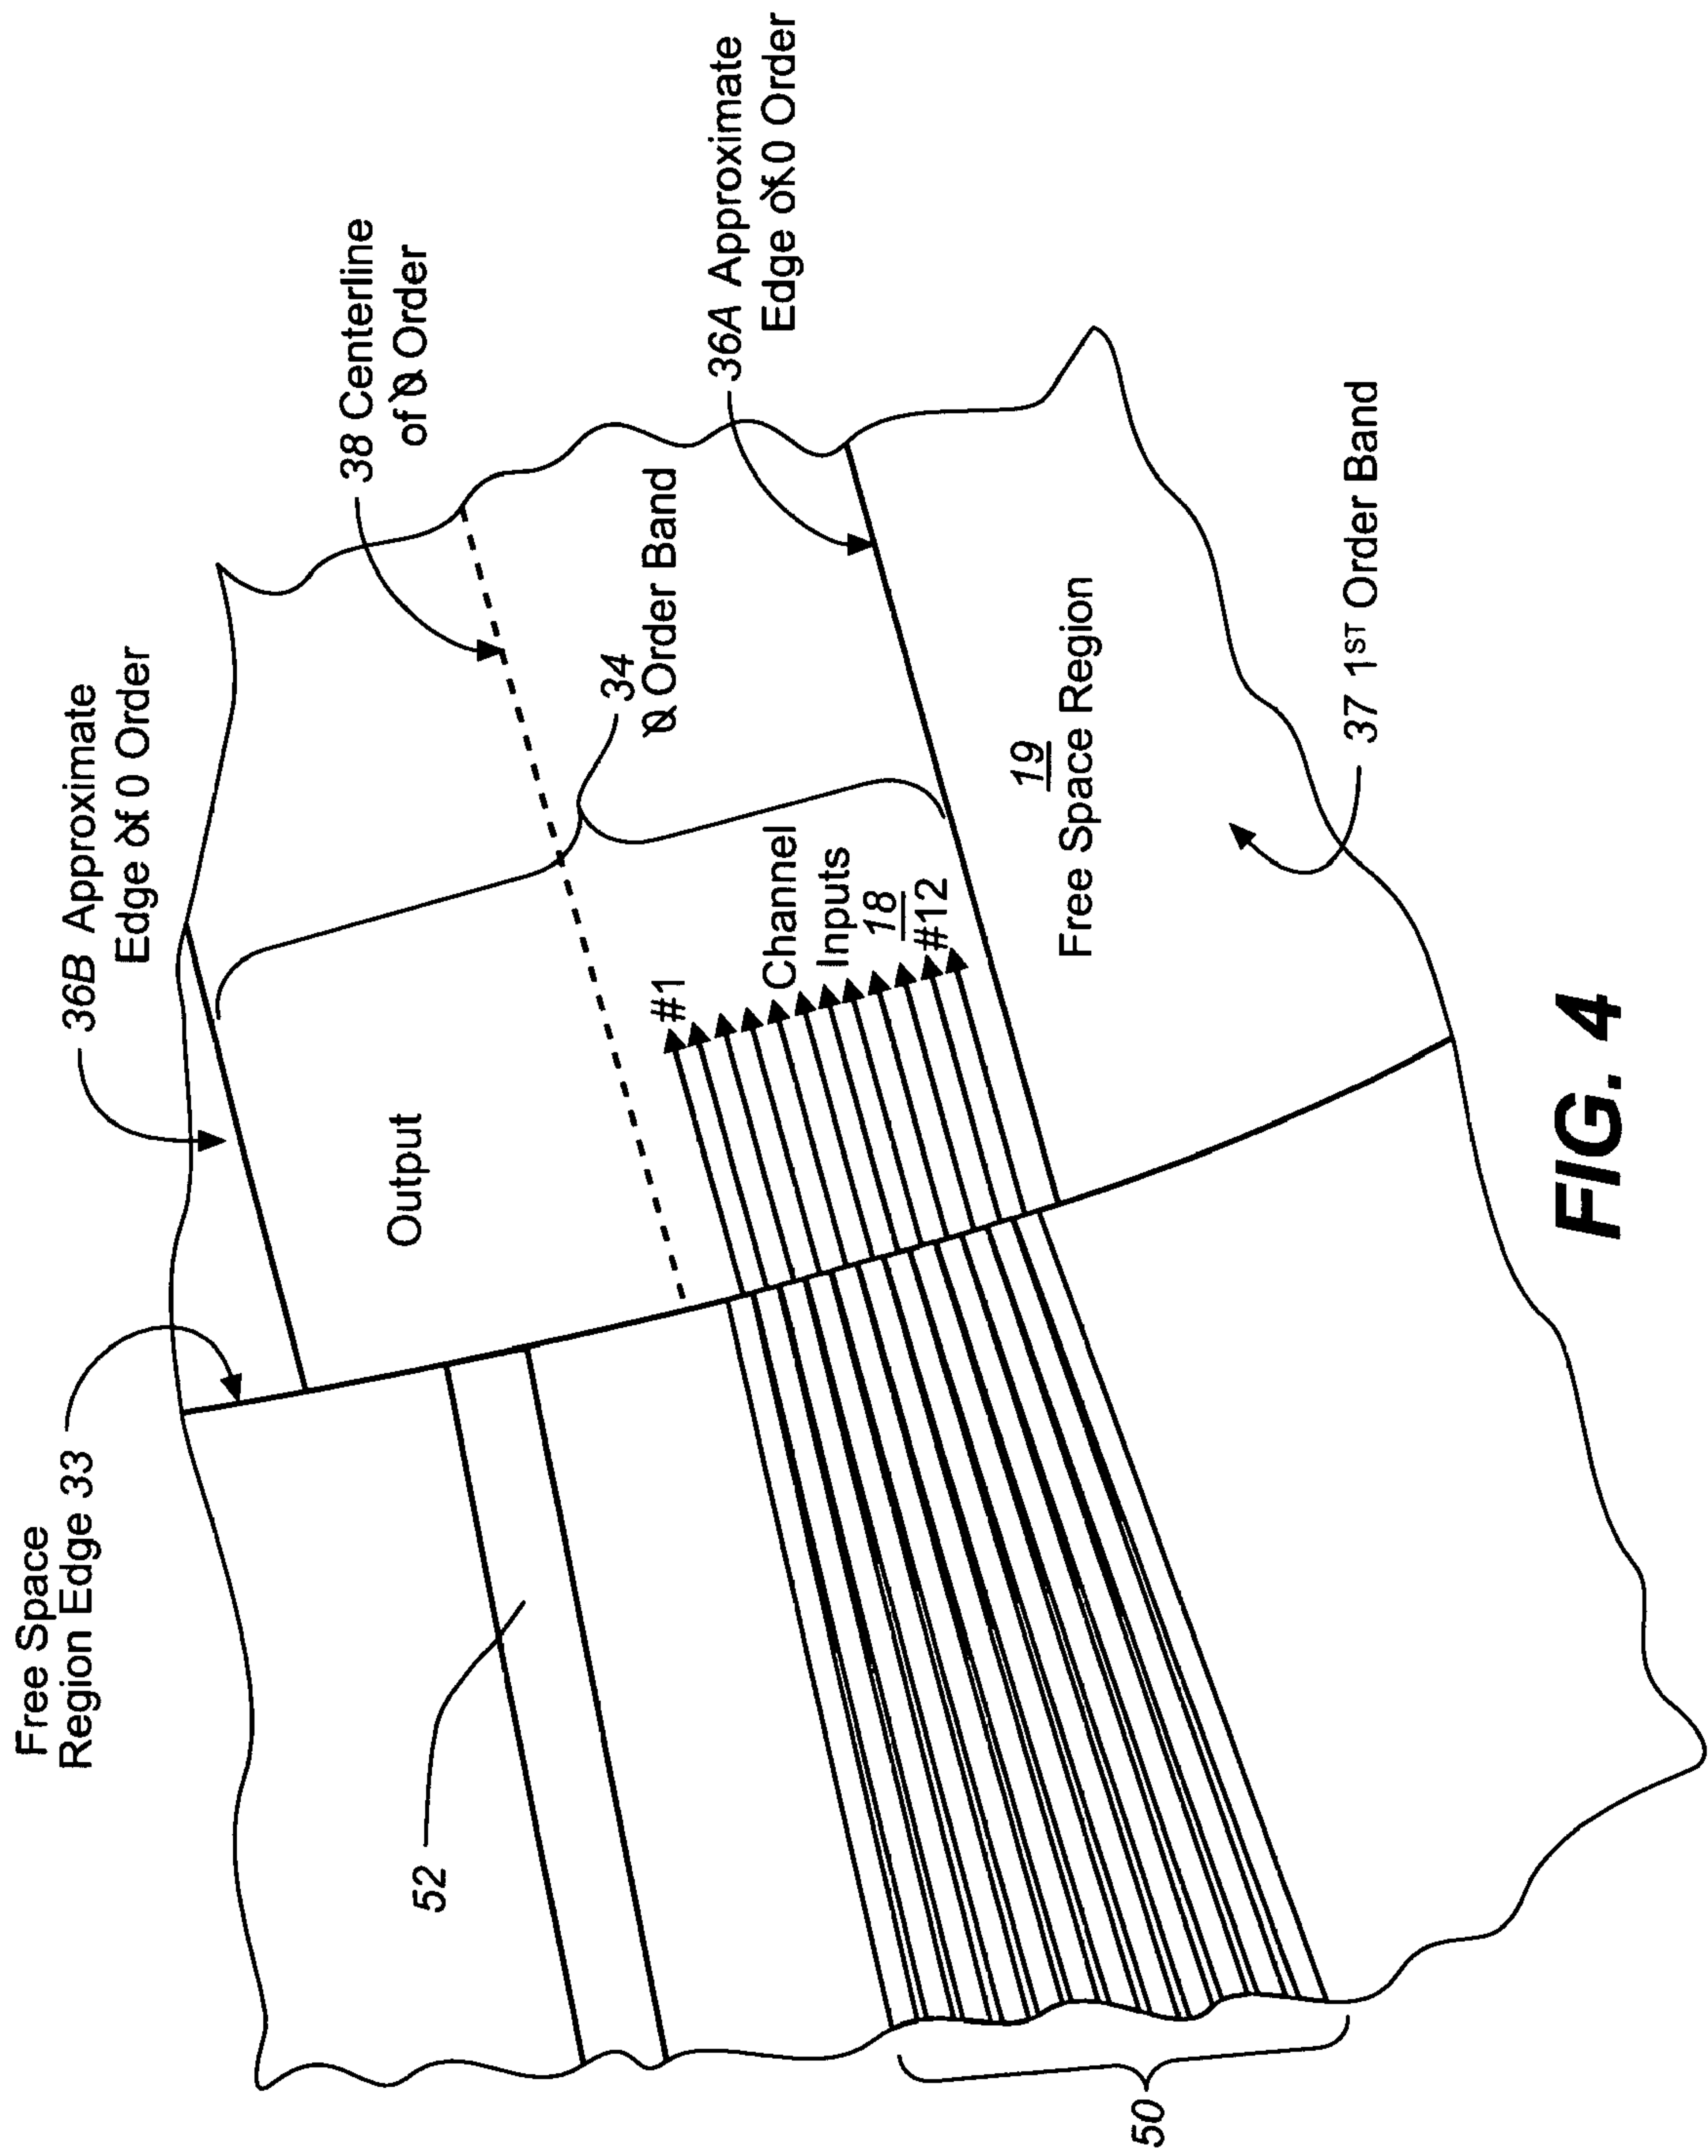 Free Space
Region Edge 33
36B Approximate
Edge of 0 Order
38 Centerline
of Ø Order
Output
52
34
Ø Order Band
#1
36A Approximate
Edge of 0 Order
Channel
Inputs
18
#12
19
Free Space Region
50
37 1ST Order Band
FIG. 4